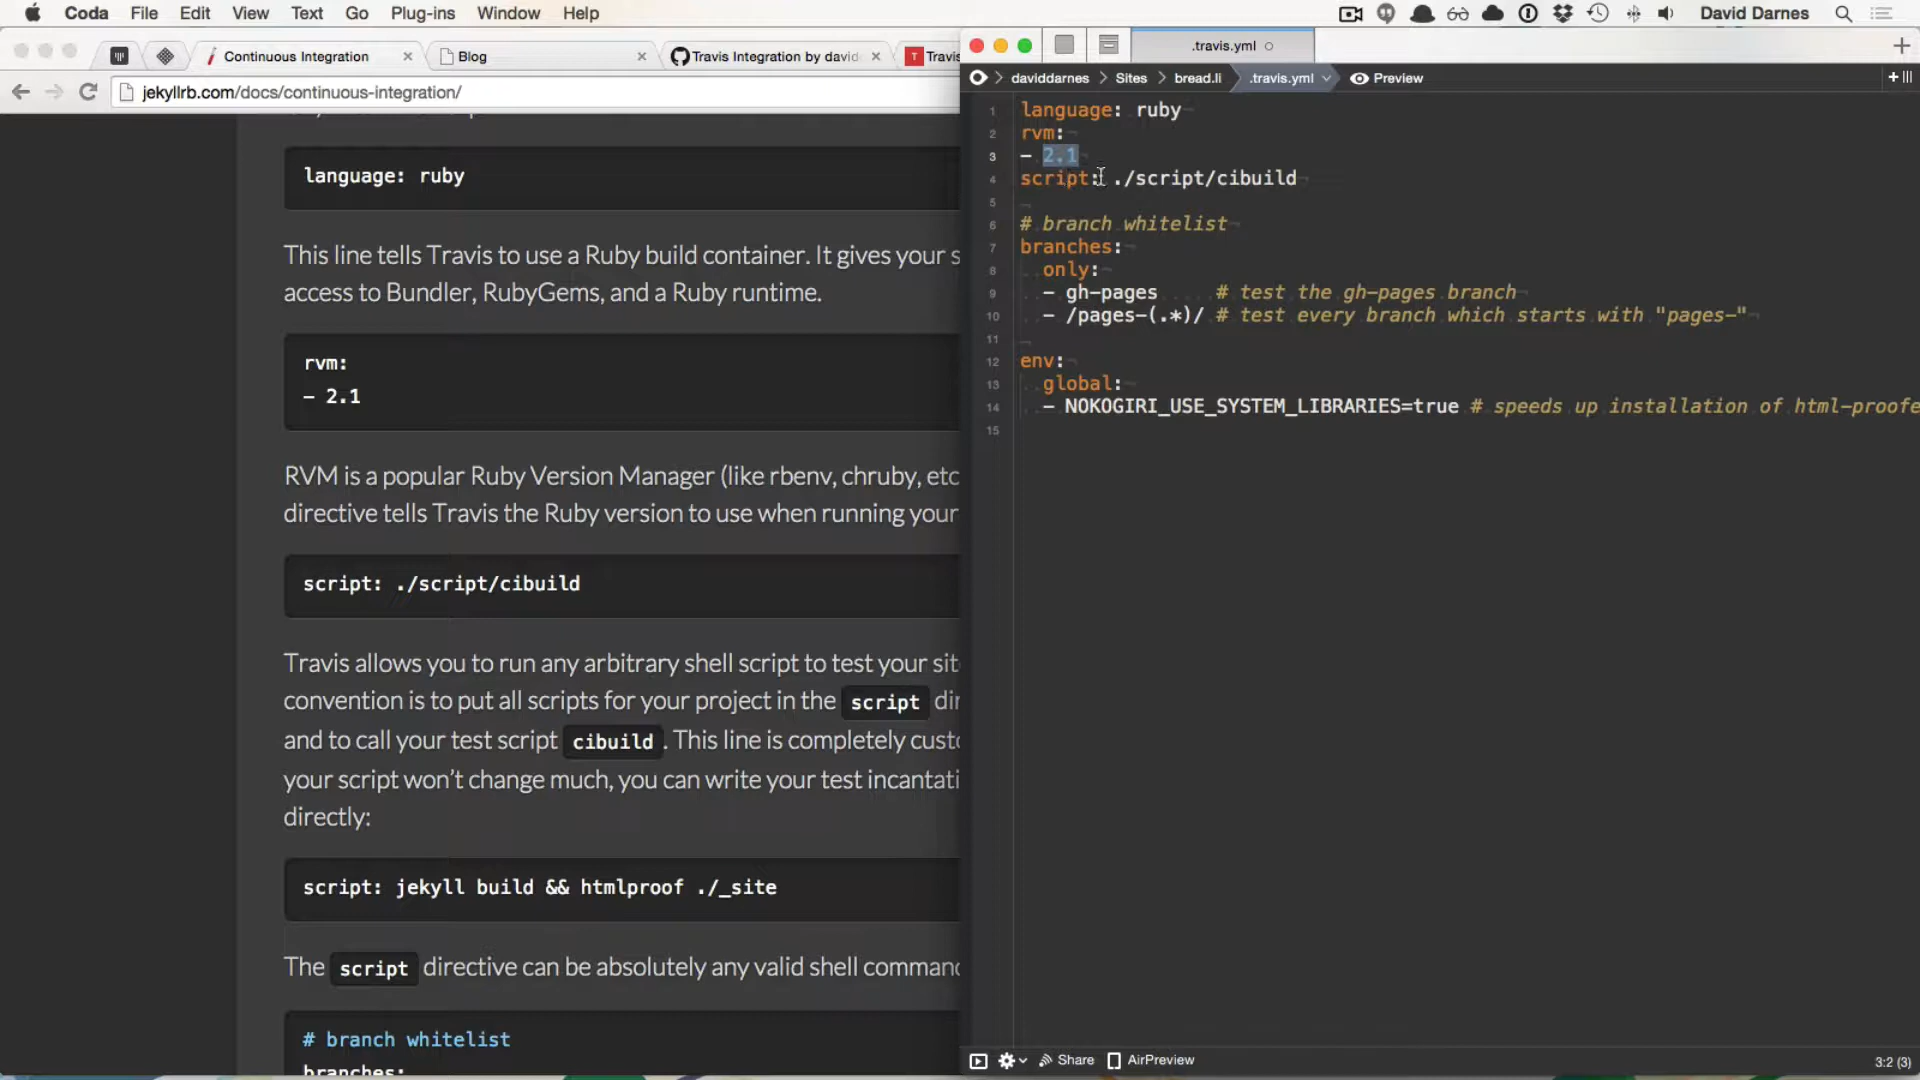 Coda File Edit View Text Go Plug-ins Window Help David Darnes
Continuous Integration
Blog
Travis Integration by david
Travis
jekyllrb.com/docs/continuous-integration/
language: ruby
This line tells Travis to use a Ruby build container. It gives your s
access to Bundler, RubyGems, and a Ruby runtime.
rvm:
- 2.1
RVM is a popular Ruby Version Manager (like rbenv, chruby, etc
directive tells Travis the Ruby version to use when running your
script: ./script/cibuild
Travis allows you to run any arbitrary shell script to test your sit
convention is to put all scripts for your project in the script dir
and to call your test script cibuild . This line is completely custo
your script won't change much, you can write your test incantati
directly:
script: jekyll build && htmlproof ./_site
The script directive can be absolutely any valid shell command
# branch whitelist
branches:
.travis.yml
daviddarnes Sites bread.li .travis.yml Preview
1 language: ruby
2 rvm:
3 - 2.1
4 script: ./script/cibuild
5
6 # branch whitelist
7 branches:
8 only:
9 - gh-pages # test the gh-pages branch
10 - /pages-(.*)/ # test every branch which starts with "pages-"
11
12 env:
13 global:
14 - NOKOGIRI_USE_SYSTEM_LIBRARIES=true # speeds up installation of html-proofe
15
Share AirPreview 3:2 (3)